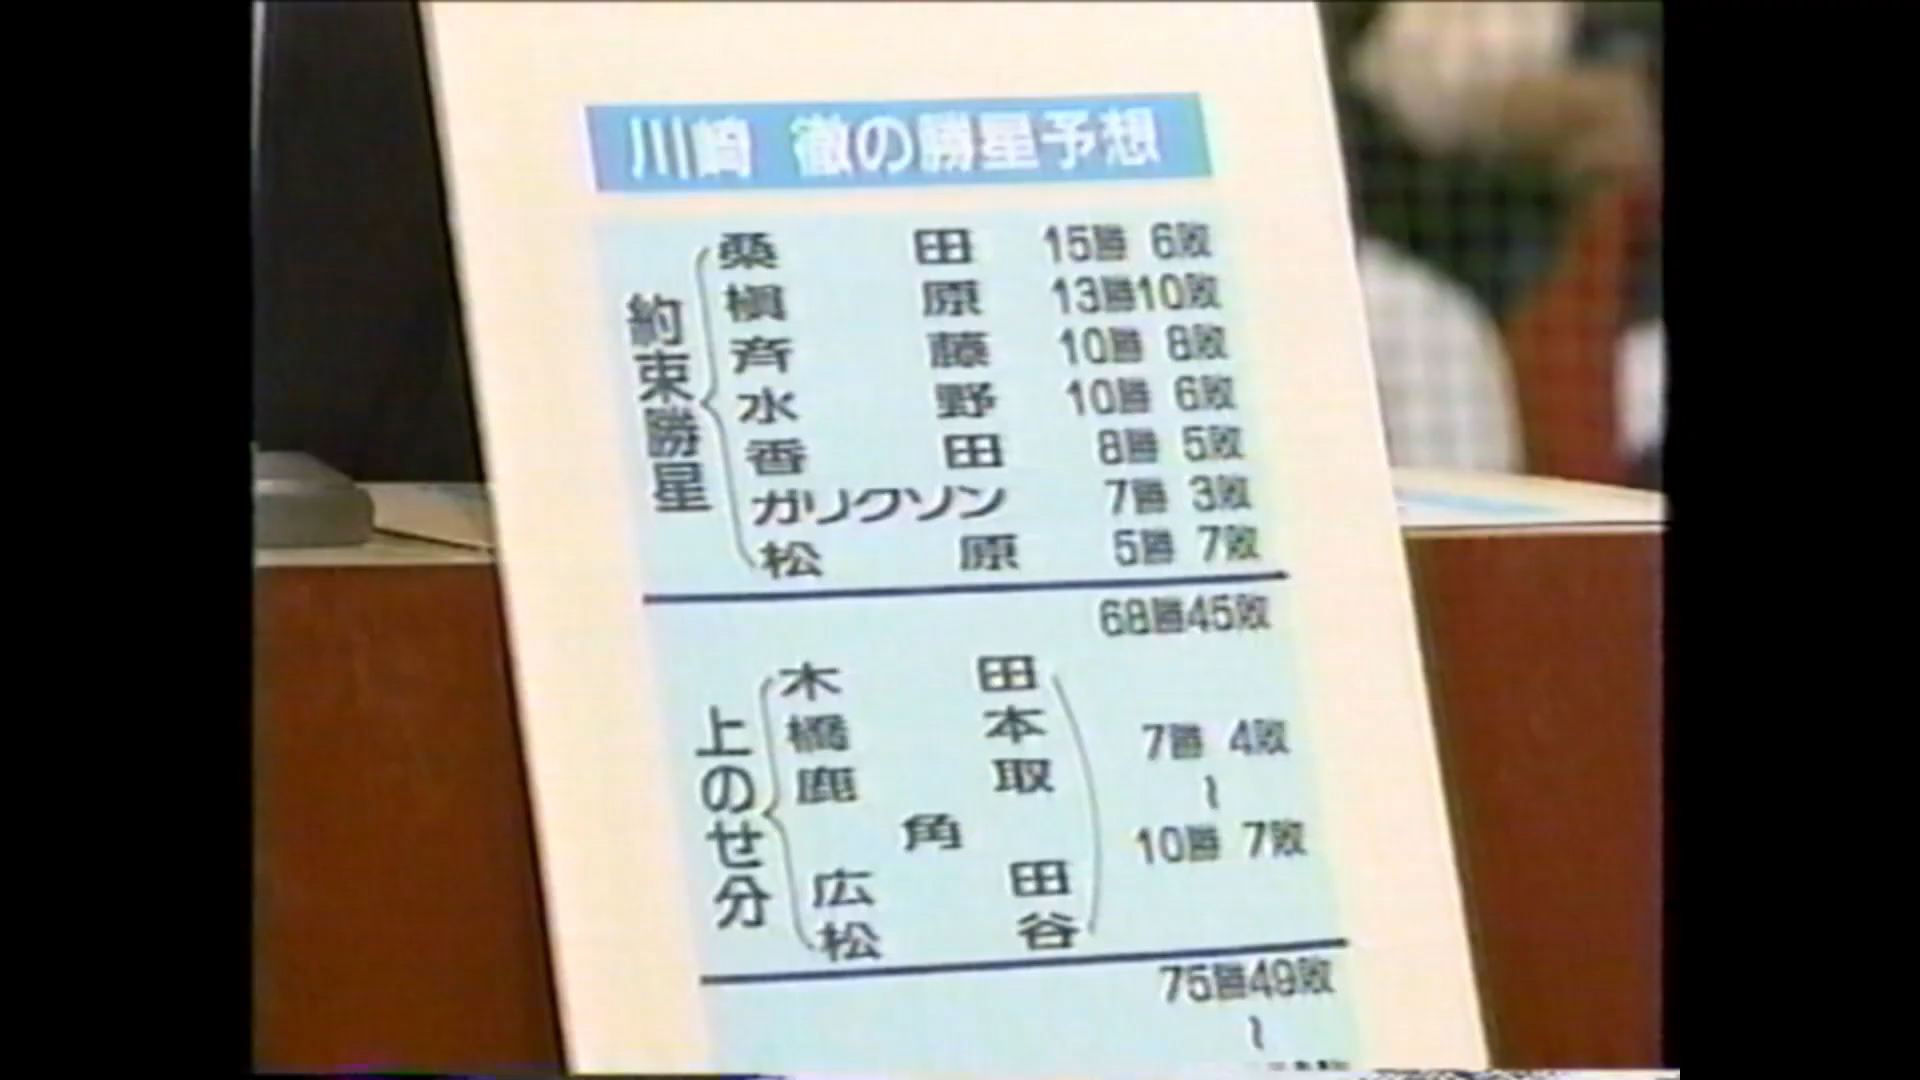 川崎 徹の勝星予想
約束勝星
桑田 15勝 6敗
槇原 13勝10敗
斉藤 10勝 8敗
水野 10勝 6敗
香田 8勝 5敗
ガリクソン 7勝 3敗
松原 5勝 7敗
68勝45敗
上のせ分
木田
橋本
鹿取
角
広田
松谷
7勝 4敗
〜
10勝 7敗
75勝49敗
〜